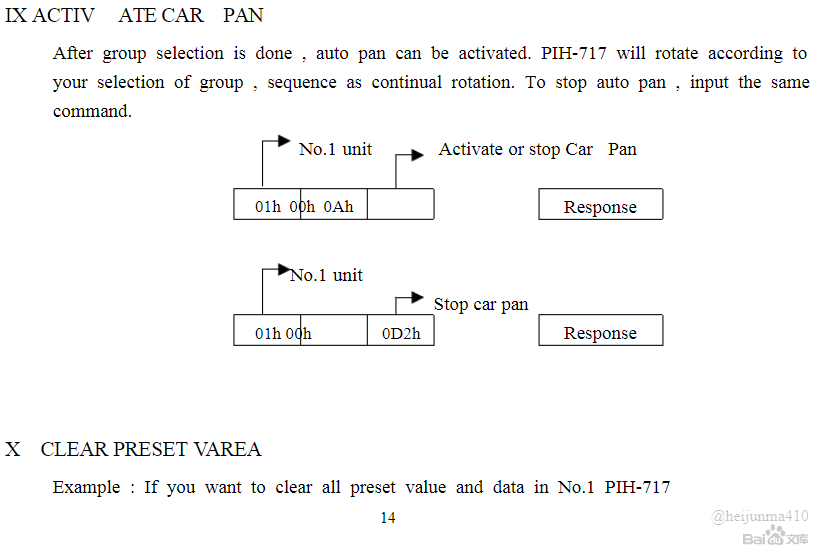 IX ACTIV ATE CAR PAN
After group selection is done , auto pan can be activated. PIH-717 will rotate according to
your selection of group , sequence as continual rotation. To stop auto pan , input the same
command.
No.1 unit Activate or stop Car Pan
01h 00h 0Ah Response
No.1 unit
Stop car pan
01h 00h 0D2h Response
X CLEAR PRESET VAREA
Example : If you want to clear all preset value and data in No.1 PIH-717
14
@heijunma410
Bai du 文库